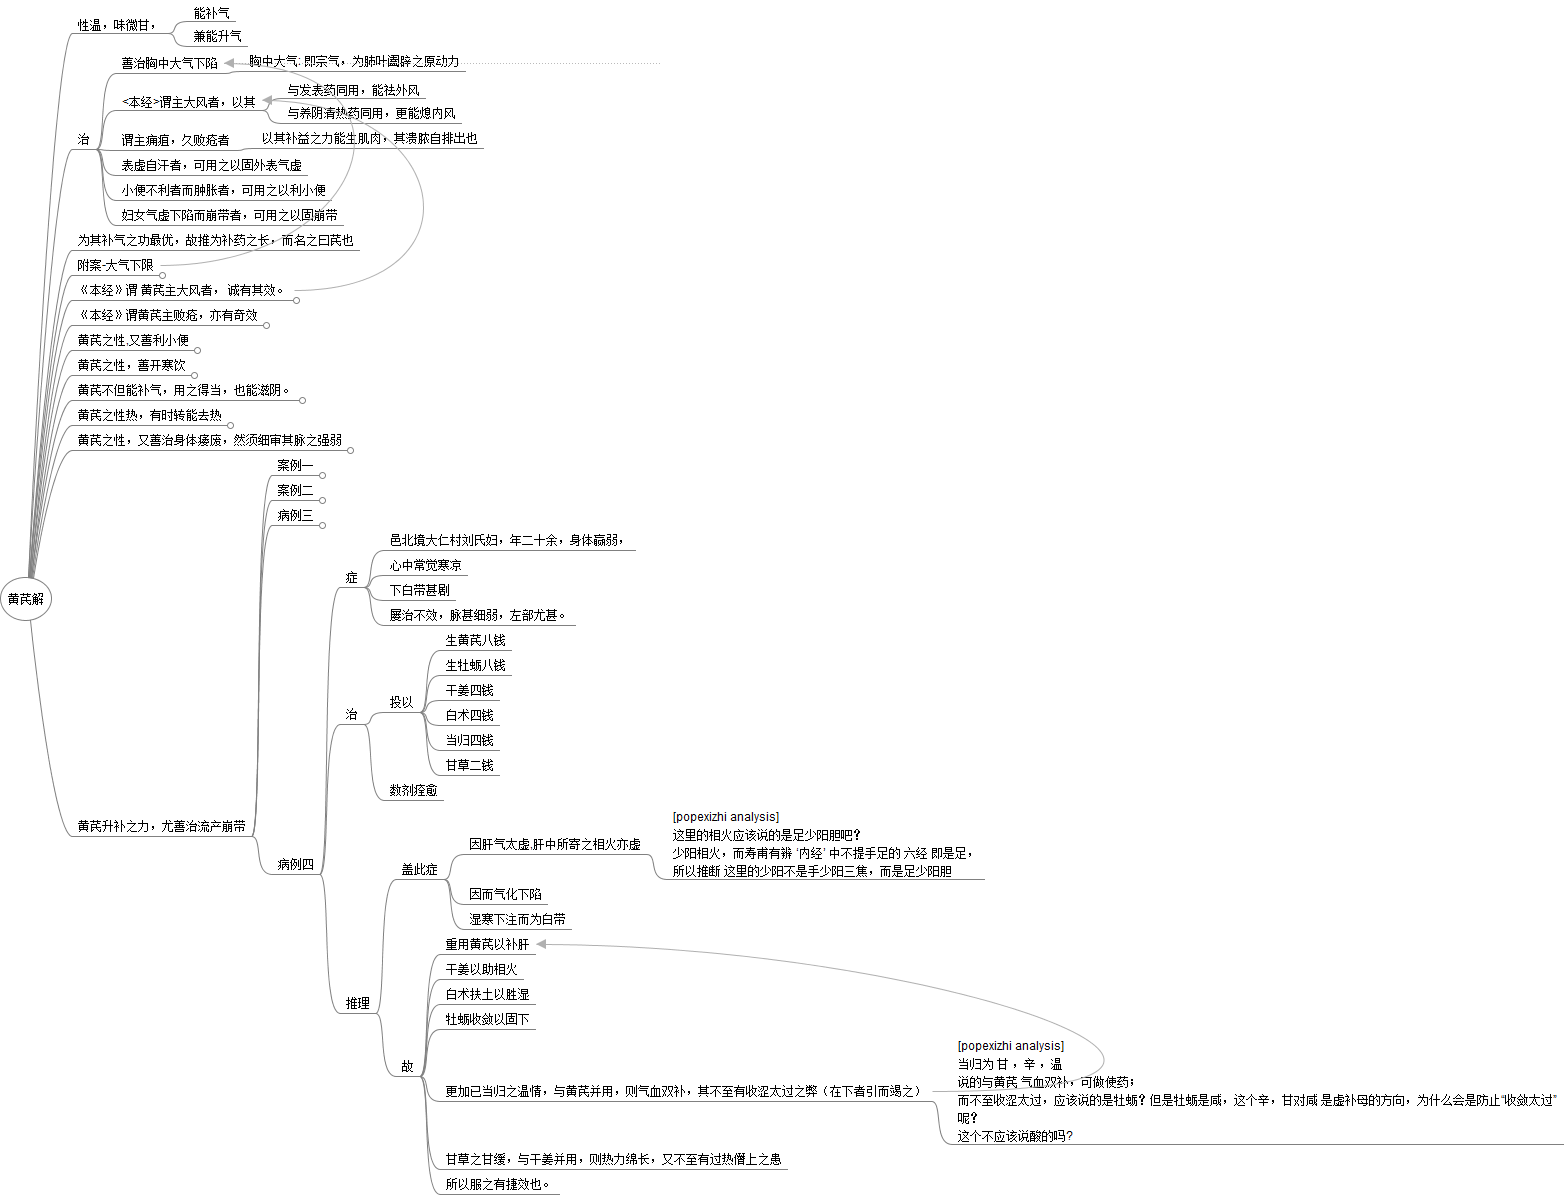 黄芪解
性温，味微甘，
能补气
兼能升气
治
善治胸中大气下陷
胸中大气: 即宗气，为肺叶阖辟之原动力
<本经>谓主大风者，以其
与发表药同用，能祛外风
与养阴清热药同用，更能熄内风
谓主痈疽，久败疮者
以其补益之力能生肌肉，其溃脓自排出也
表虚自汗者，可用之以固外表气虚
小便不利者而肿胀者，可用之以利小便
妇女气虚下陷而崩带者，可用之以固崩带
为其补气之功最优，故推为补药之长，而名之曰芪也
附案-大气下限
《本经》谓 黄芪主大风者， 诚有其效。
《本经》谓黄芪主败疮，亦有奇效
黄芪之性,又善利小便
黄芪之性，善开寒饮
黄芪不但能补气，用之得当，也能滋阴。
黄芪之性热，有时转能去热
黄芪之性，又善治身体痿废，然须细审其脉之强弱
黄芪升补之力，尤善治流产崩带
案例一
案例二
病例三
病例四
症
邑北境大仁村刘氏妇，年二十余，身体羸弱，
心中常觉寒凉
下白带甚剧
屡治不效，脉甚细弱，左部尤甚。
治
投以
生黄芪八钱
生牡蛎八钱
干姜四钱
白术四钱
当归四钱
甘草二钱
数剂痊愈
推理
盖此症
因肝气太虚,肝中所寄之相火亦虚
[popexizhi analysis]
这里的相火应该说的是足少阳胆吧？
少阳相火，而寿甫有辨 ‘内经’ 中不提手足的 六经 即是足，
所以推断 这里的少阳不是手少阳三焦，而是足少阳胆
因而气化下陷
湿寒下注而为白带
故
重用黄芪以补肝
干姜以助相火
白术扶土以胜湿
牡蛎收敛以固下
更加已当归之温情，与黄芪并用，则气血双补，其不至有收涩太过之弊（在下者引而竭之）
[popexizhi analysis]
当归为 甘 ，辛 ，温
说的与黄芪 气血双补，可做使药；
而不至收涩太过，应该说的是牡蛎？但是牡蛎是咸，这个辛，甘对咸 是虚补母的方向，为什么会是防止“收敛太过”
呢？
这个不应该说酸的吗?
甘草之甘缓，与干姜并用，则热力绵长，又不至有过热僭上之患
所以服之有捷效也。